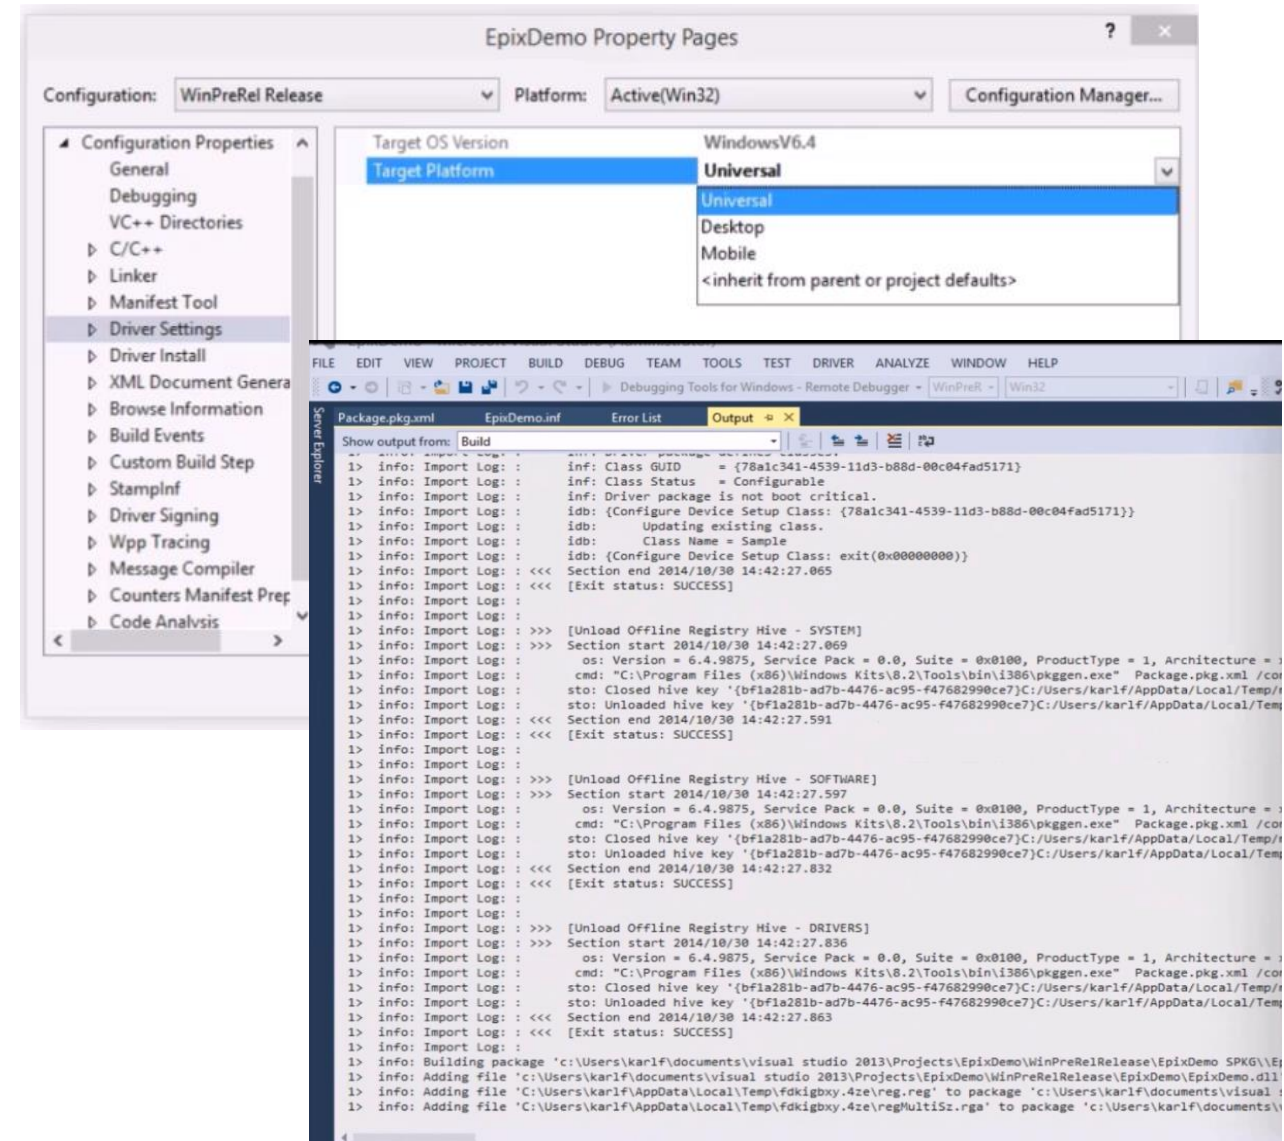 EpixDemo Property Pages
?
Configuration: WinPreRel Release Platform: Active(Win32) Configuration Manager...
Configuration Properties
General
Debugging
VC++ Directories
C/C++
Linker
Manifest Tool
Driver Settings
Driver Install
XML Document Genera
Browse Information
Build Events
Custom Build Step
StampInf
Driver Signing
Wpp Tracing
Message Compiler
Counters Manifest Prep
Code Analysis
Target OS Version WindowsV6.4
Target Platform Universal
Universal
Desktop
Mobile
<inherit from parent or project defaults>
FILE EDIT VIEW PROJECT BUILD DEBUG TEAM TOOLS TEST DRIVER ANALYZE WINDOW HELP
Debugging Tools for Windows - Remote Debugger WinPreR Win32
Server Explorer
Package.pkg.xml EpixDemo.inf Error List Output
Show output from: Build
1> info: Import Log: : inf: Driver package defines classes.
1> info: Import Log: : inf: Class GUID = {78a1c341-4539-11d3-b88d-00c04fad5171}
1> info: Import Log: : inf: Class Status = Configurable
1> info: Import Log: : inf: Driver package is not boot critical.
1> info: Import Log: : idb: {Configure Device Setup Class: {78a1c341-4539-11d3-b88d-00c04fad5171}}
1> info: Import Log: : idb: Updating existing class.
1> info: Import Log: : idb: Class Name = Sample
1> info: Import Log: : idb: {Configure Device Setup Class: exit(0x00000000)}
1> info: Import Log: : <<< Section end 2014/10/30 14:42:27.065
1> info: Import Log: : <<< [Exit status: SUCCESS]
1> info: Import Log: :
1> info: Import Log: :
1> info: Import Log: : >>> [Unload Offline Registry Hive - SYSTEM]
1> info: Import Log: : >>> Section start 2014/10/30 14:42:27.069
1> info: Import Log: : os: Version = 6.4.9875, Service Pack = 0.0, Suite = 0x0100, ProductType = 1, Architecture =
1> info: Import Log: : cmd: "C:\Program Files (x86)\Windows Kits\8.2\Tools\bin\i386\pkggen.exe" Package.pkg.xml /con
1> info: Import Log: : sto: Closed hive key '{bf1a281b-ad7b-4476-ac95-f47682990ce7}C:/Users/karlf/AppData/Local/Temp/
1> info: Import Log: : sto: Unloaded hive key '{bf1a281b-ad7b-4476-ac95-f47682990ce7}C:/Users/karlf/AppData/Local/Temp
1> info: Import Log: : <<< Section end 2014/10/30 14:42:27.591
1> info: Import Log: : <<< [Exit status: SUCCESS]
1> info: Import Log: :
1> info: Import Log: :
1> info: Import Log: : >>> [Unload Offline Registry Hive - SOFTWARE]
1> info: Import Log: : >>> Section start 2014/10/30 14:42:27.597
1> info: Import Log: : os: Version = 6.4.9875, Service Pack = 0.0, Suite = 0x0100, ProductType = 1, Architecture =
1> info: Import Log: : cmd: "C:\Program Files (x86)\Windows Kits\8.2\Tools\bin\i386\pkggen.exe" Package.pkg.xml /con
1> info: Import Log: : sto: Closed hive key '{bf1a281b-ad7b-4476-ac95-f47682990ce7}C:/Users/karlf/AppData/Local/Temp/
1> info: Import Log: : sto: Unloaded hive key '{bf1a281b-ad7b-4476-ac95-f47682990ce7}C:/Users/karlf/AppData/Local/Temp
1> info: Import Log: : <<< Section end 2014/10/30 14:42:27.832
1> info: Import Log: : <<< [Exit status: SUCCESS]
1> info: Import Log: :
1> info: Import Log: :
1> info: Import Log: : >>> [Unload Offline Registry Hive - DRIVERS]
1> info: Import Log: : >>> Section start 2014/10/30 14:42:27.836
1> info: Import Log: : os: Version = 6.4.9875, Service Pack = 0.0, Suite = 0x0100, ProductType = 1, Architecture =
1> info: Import Log: : cmd: "C:\Program Files (x86)\Windows Kits\8.2\Tools\bin\i386\pkggen.exe" Package.pkg.xml /con
1> info: Import Log: : sto: Closed hive key '{bf1a281b-ad7b-4476-ac95-f47682990ce7}C:/Users/karlf/AppData/Local/Temp/
1> info: Import Log: : sto: Unloaded hive key '{bf1a281b-ad7b-4476-ac95-f47682990ce7}C:/Users/karlf/AppData/Local/Temp
1> info: Import Log: : <<< Section end 2014/10/30 14:42:27.863
1> info: Import Log: : <<< [Exit status: SUCCESS]
1> info: Import Log: :
1> info: Building package 'c:\Users\karlf\documents\visual studio 2013\Projects\EpixDemo\WinPreRelRelease\EpixDemo SPKG\\Ep
1> info: Adding file 'c:\Users\karlf\documents\visual studio 2013\Projects\EpixDemo\WinPreRelRelease\EpixDemo\EpixDemo.dll'
1> info: Adding file 'C:\Users\karlf\AppData\Local\Temp\fdkigbxy.4ze\reg.reg' to package 'c:\Users\karlf\documents\visual s
1> info: Adding file 'C:\Users\karlf\AppData\Local\Temp\fdkigbxy.4ze\regMultiSz.rga' to package 'c:\Users\karlf\documents\